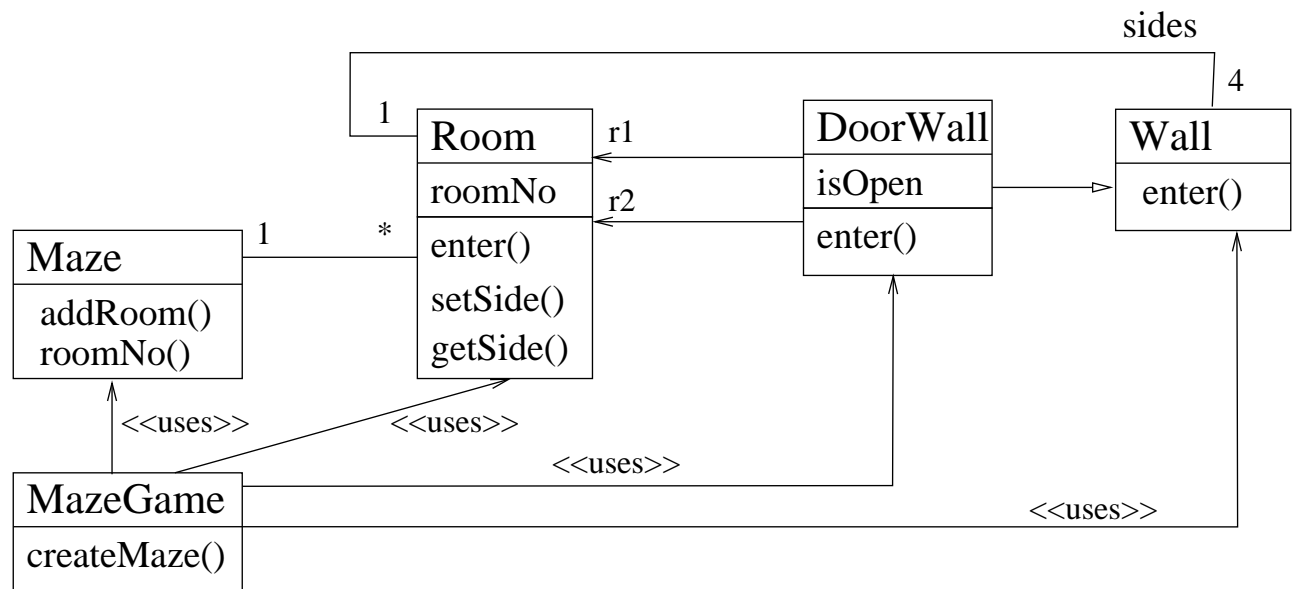 sides
4
1
Room
roomNo
enter()
setSide()
getSide()
r1
r2
DoorWall
isOpen
enter()
Wall
enter()
1
*
Maze
addRoom()
roomNo()
<<uses>>
<<uses>>
<<uses>>
<<uses>>
MazeGame
createMaze()